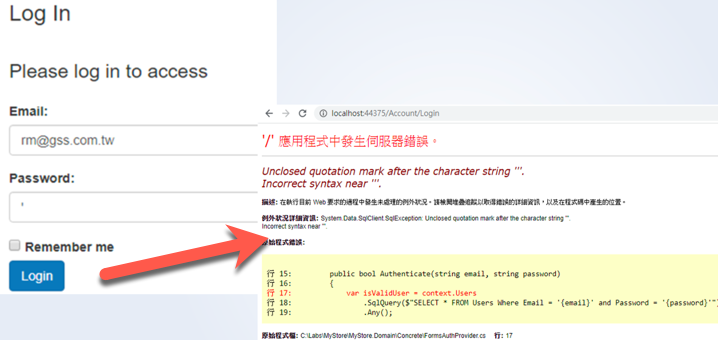 Log In
Please log in to access
Email:
rm@gss.com.tw
Password:
'
Remember me
Login
localhost:44375/Account/Login
'/' 應用程式中發生伺服器錯誤。
Unclosed quotation mark after the character string '''.
Incorrect syntax near '''.
描述: 在執行目前 Web 要求的過程中發生未處理的例外狀況。請檢閱堆疊追蹤以取得錯誤的詳細資訊，以及在程式碼中產生的位置。
例外狀況詳細資訊: System.Data.SqlClient.SqlException: Unclosed quotation mark after the character string '''.
Incorrect syntax near '''.
原始程式錯誤:
行 15: public bool Authenticate(string email, string password)
行 16: {
行 17: var isValidUser = context.Users
行 18: .SqlQuery($"SELECT * FROM Users Where Email = '{email}' and Password = '{password}'"
行 19: .Any();
原始程式檔: C:\Labs\MyStore\MyStore.Domain\Concrete\FormsAuthProvider.cs 行: 17